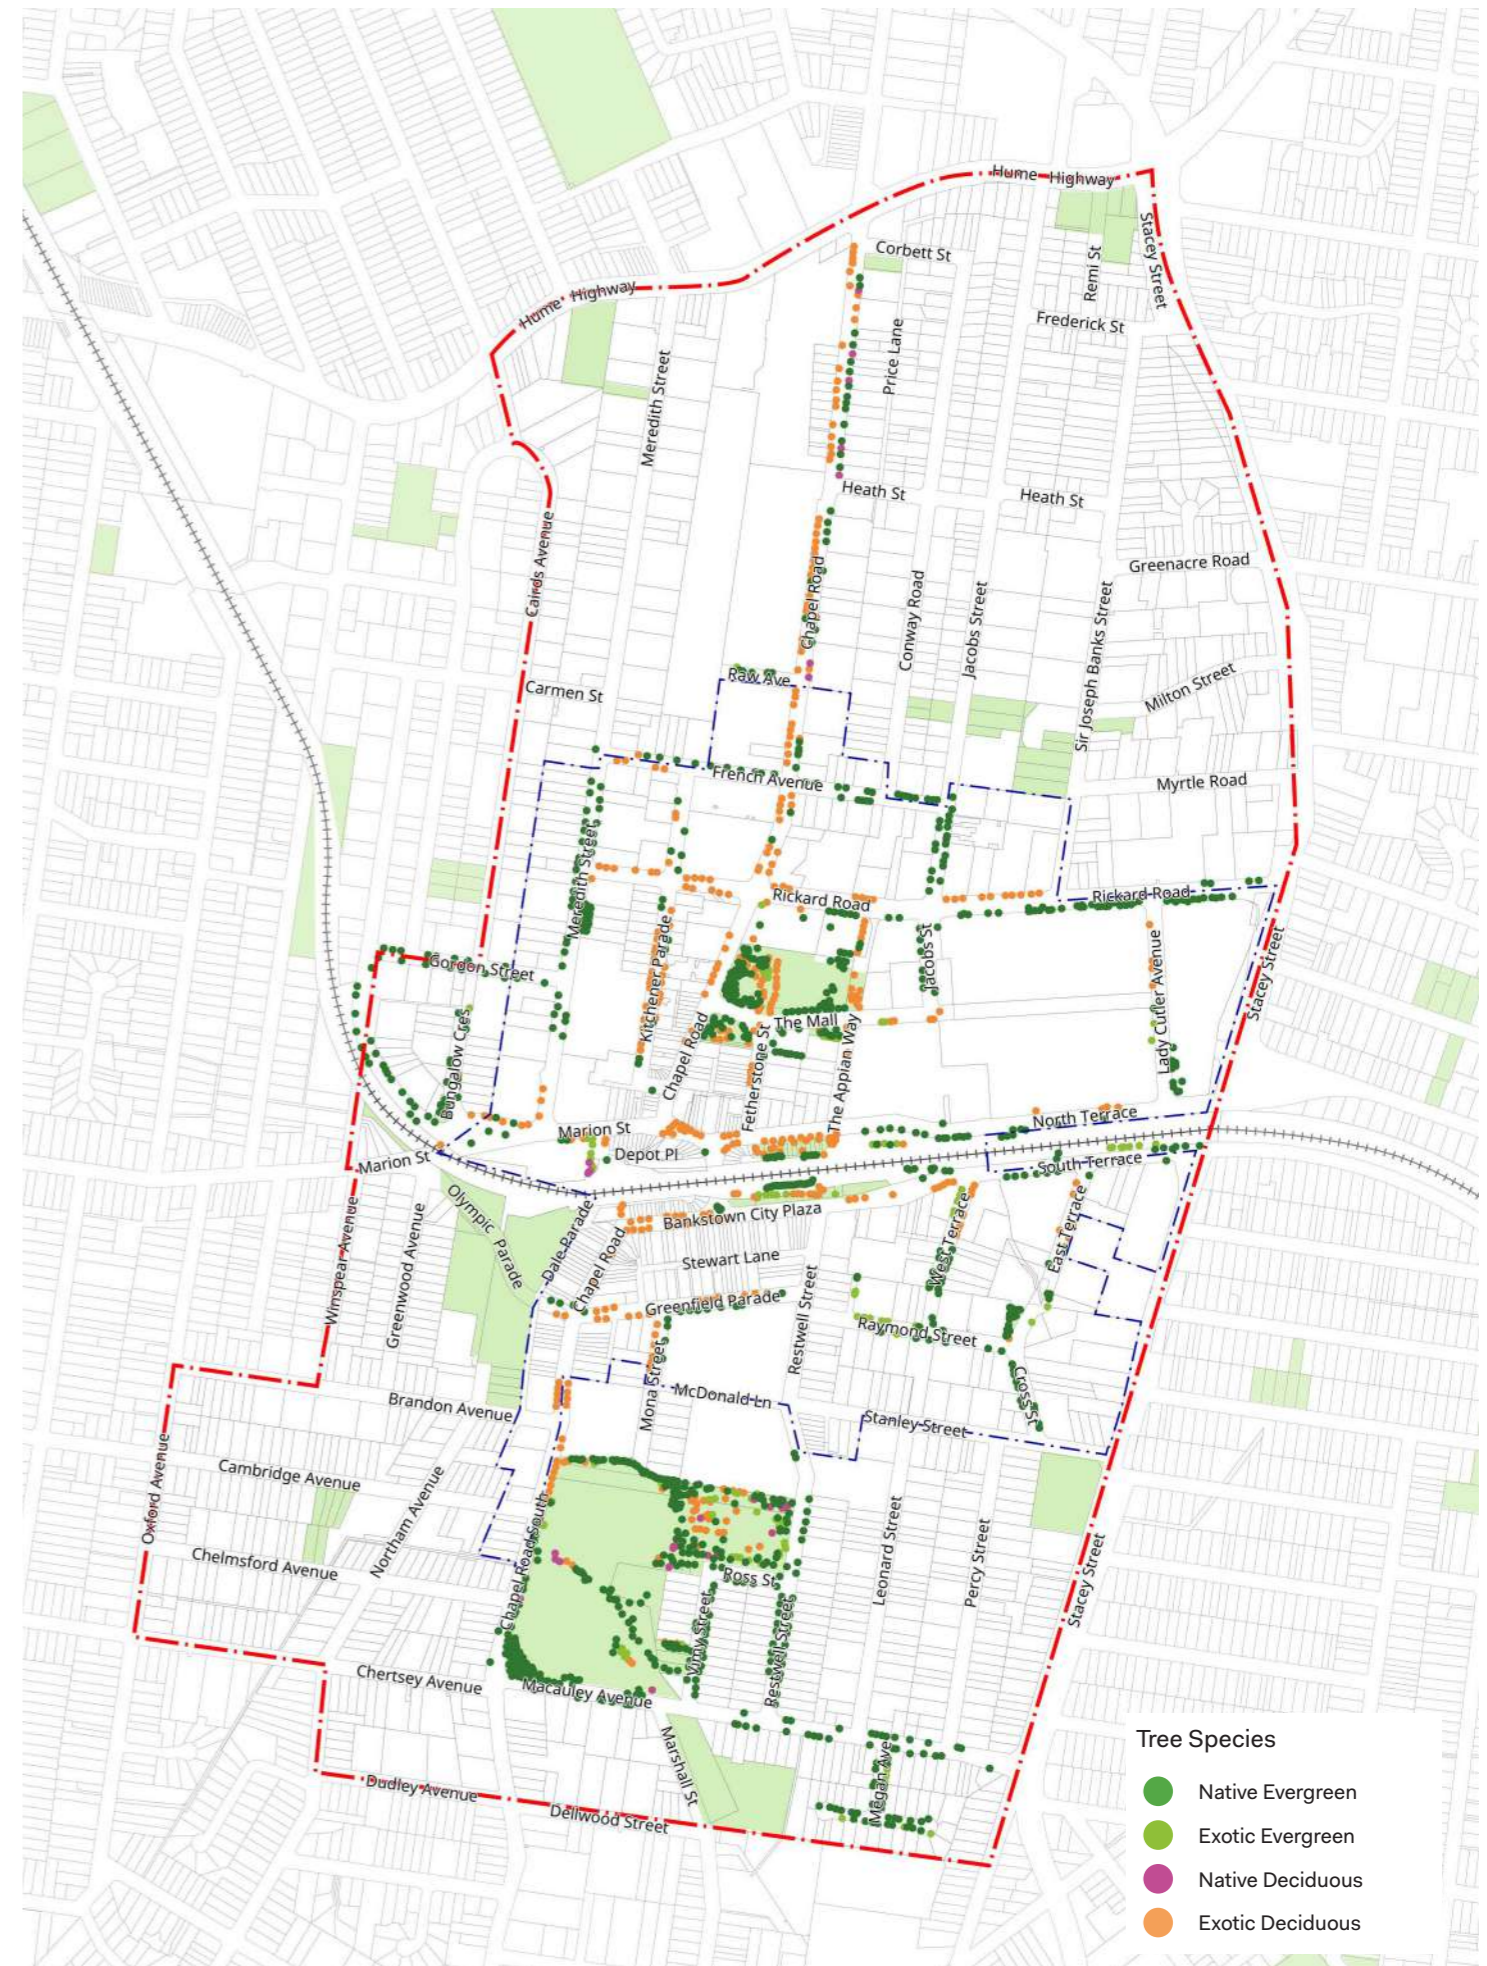 Hume Highway
Stacey Street
Corbett St
Remi St
Hume Highway
Frederick St
Price Lane
Meredith Street
Heath St
Heath St
Cairds Avenue
Greenacre Road
Chapel Road
Conway Road
Jacobs Street
Sir Joseph Banks Street
Raw Ave
Carmen St
Milton Street
French Avenue
Myrtle Road
Meredith Street
Rickard Road
Rickard Road
Kitchener Parade
Jacobs St
Lady Cutler Avenue
Stacey Street
Gordon Street
The Mall
Bungalow Cres
Chapel Road
Fetherstone St
The Appian Way
North Terrace
Marion St
Depot Pl
Marion St
South Terrace
Olympic Parade
Bankstown City Plaza
West Terrace
East Terrace
Dale Parade
Chapel Road
Stewart Lane
Winspear Avenue
Greenwood Avenue
Greenfield Parade
Restwell Street
Raymond Street
Mona Street
McDonald Ln
Cross St
Brandon Avenue
Stanley Street
Oxford Avenue
Cambridge Avenue
Northam Avenue
Chapel Road South
Leonard Street
Percy Street
Stacey Street
Chelmsford Avenue
Ross St
Vimy Street
Restwell Street
Chertsey Avenue
Macauley Avenue
Marshall St
Megan Ave
Dudley Avenue
Dellwood Street
Tree Species
Native Evergreen
Exotic Evergreen
Native Deciduous
Exotic Deciduous